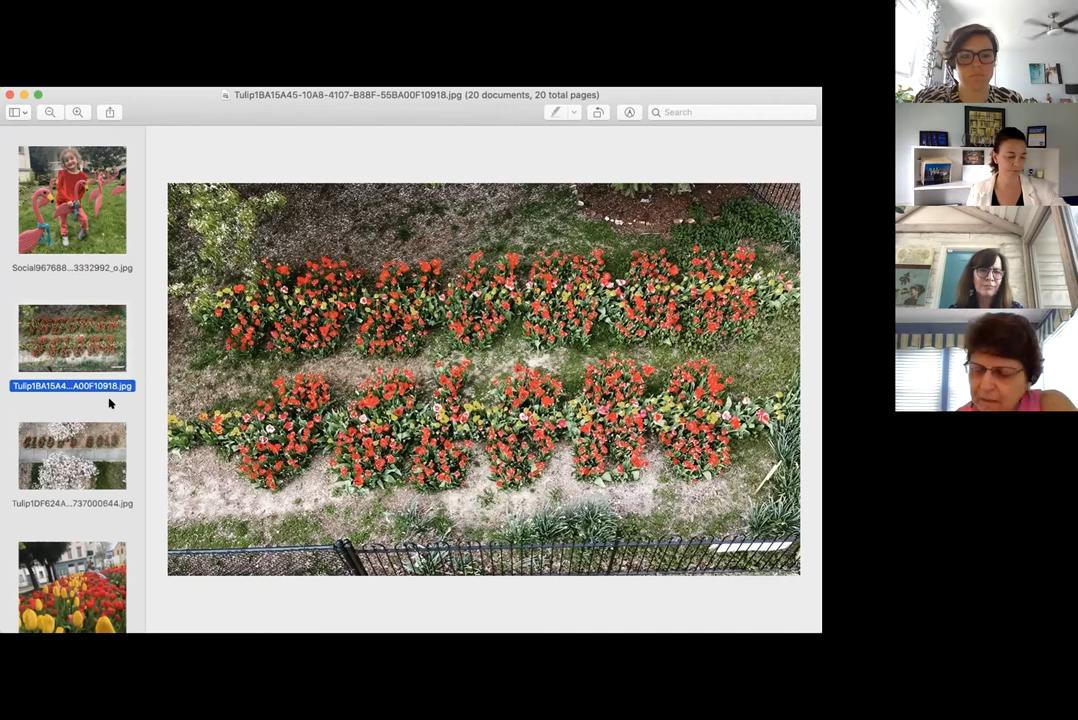 Tulip1BA15A45-10A8-4107-B88F-55BA00F10918.jpg (20 documents, 20 total pages)
Search
Social967688...3332992_o.jpg
Tulip1BA15A4...A00F10918.jpg
Tulip1DF624A...737000644.jpg